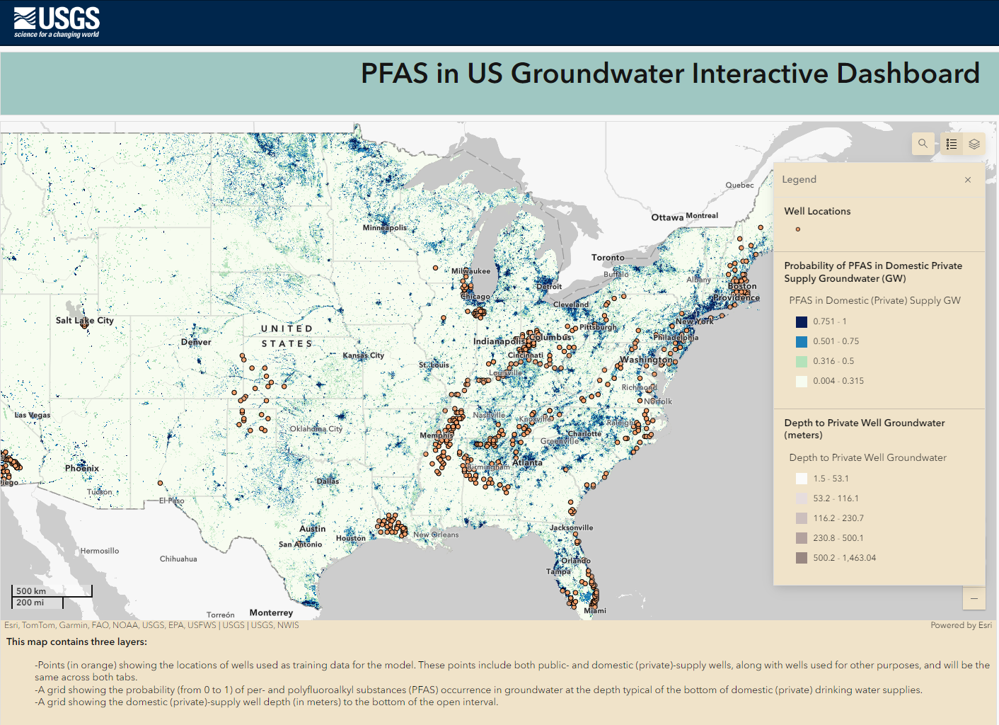 USGS
science for a changing world
PFAS in US Groundwater Interactive Dashboard
Quebec
Ottawa
Montreal
Minneapolis
Toronto
Buffalo
Albany
Milwaukee
Detroit
Boston
Chicago
Providence
Cleveland
Salt Lake City
UNITED
STATES
New York
Pittsburgh
Denver
Indianapolis
Columbus
Philadelphia
Kansas City
Cincinnati
Washington
St. Louis
Louisville
Richmond
Norfolk
Las Vegas
Nashville
Knoxville
Raleigh
Oklahoma City
Memphis
Charlotte
Greenville
Phoenix
Birmingham
Atlanta
Diego
Dallas
Tucson
El Paso
Austin
Jacksonville
Houston
New Orleans
San Antonio
Hermosillo
Chihuahua
Orlando
Tampa
Miami
Torreón
Monterrey
500 km
200 mi
Legend
Well Locations
Probability of PFAS in Domestic Private
Supply Groundwater (GW)
PFAS in Domestic (Private) Supply GW
0.751 - 1
0.501 - 0.75
0.316 - 0.5
0.004 - 0.315
Depth to Private Well Groundwater
(meters)
Depth to Private Well Groundwater
1.5 - 53.1
53.2 - 116.1
116.2 - 230.7
230.8 - 500.1
500.2 - 1,463.04
Esri, TomTom, Garmin, FAO, NOAA, USGS, EPA, USFWS | USGS | USGS, NWIS
Powered by Esri
This map contains three layers:
-Points (in orange) showing the locations of wells used as training data for the model. These points include both public- and domestic (private)-supply wells, along with wells used for other purposes, and will be the
same across both tabs.
-A grid showing the probability (from 0 to 1) of per- and polyfluoroalkyl substances (PFAS) occurrence in groundwater at the depth typical of the bottom of domestic (private) drinking water supplies.
-A grid showing the domestic (private)-supply well depth (in meters) to the bottom of the open interval.